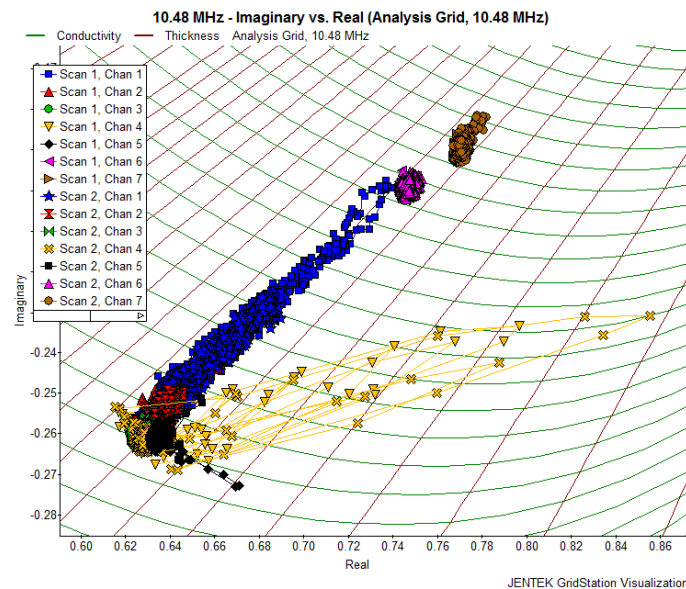 10.48 MHz - Imaginary vs. Real (Analysis Grid, 10.48 MHz)
Conductivity Thickness Analysis Grid, 10.48 MHz
Scan 1, Chan 1
Scan 1, Chan 2
Scan 1, Chan 3
Scan 1, Chan 4
Scan 1, Chan 5
Scan 1, Chan 6
Scan 1, Chan 7
Scan 2, Chan 1
Scan 2, Chan 2
Scan 2, Chan 3
Scan 2, Chan 4
Scan 2, Chan 5
Scan 2, Chan 6
Scan 2, Chan 7
Imaginary
-0.24
-0.25
-0.26
-0.27
-0.28
0.60 0.62 0.64 0.66 0.68 0.70 0.72 0.74 0.76 0.78 0.80 0.82 0.84 0.86
Real
JENTEK GridStation Visualization